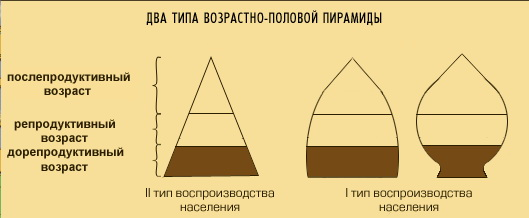 ДВА ТИПА ВОЗРАСТНО-ПОЛОВОЙ ПИРАМИДЫ
послепродуктивный
возраст
репродуктивный
возраст
дорепродуктивный
возраст
II тип воспроизводства
населения
I тип воспроизводства
населения